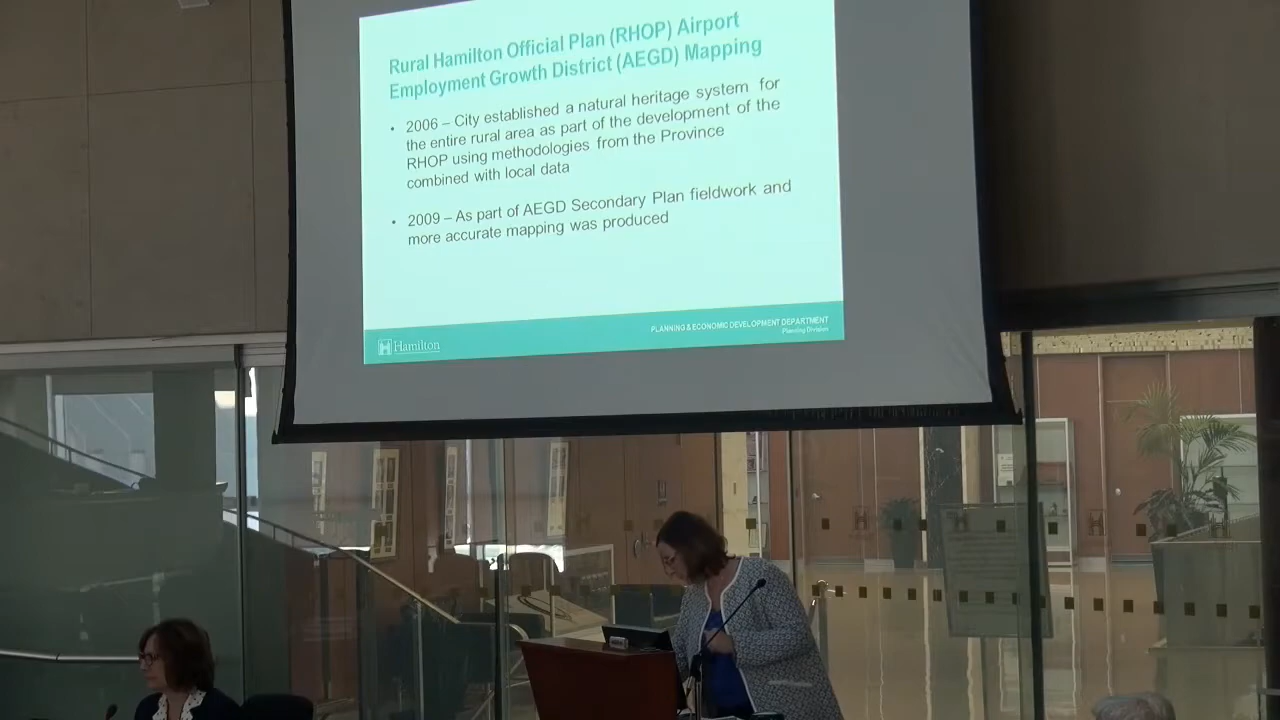 Rural Hamilton Official Plan (RHOP) Airport
Employment Growth District (AEGD) Mapping
• 2006 – City established a natural heritage system for
the entire rural area as part of the development of the
RHOP using methodologies from the Province
combined with local data
• 2009 – As part of AEGD Secondary Plan fieldwork and
more accurate mapping was produced
PLANNING & ECONOMIC DEVELOPMENT DEPARTMENT
Planning Division
Hamilton